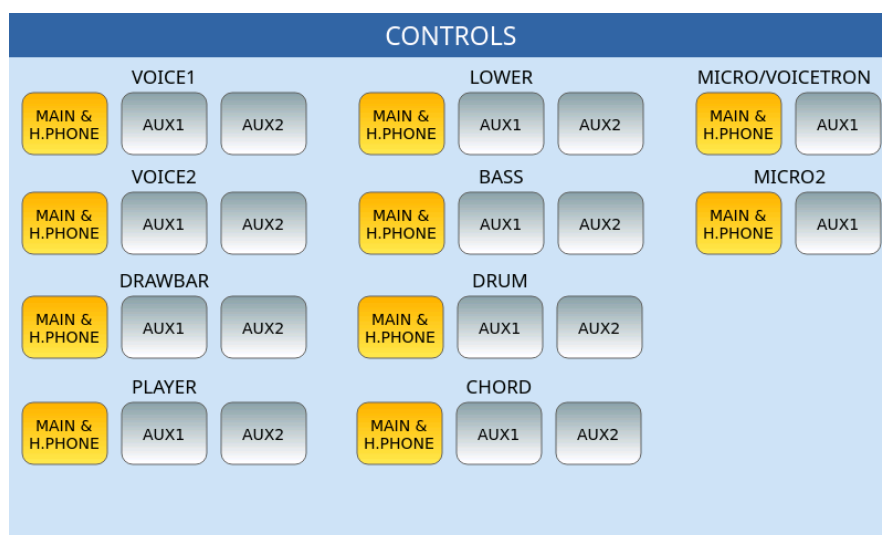 CONTROLS
VOICE1 LOWER MICRO/VOICETRON
MAIN & H.PHONE AUX1 AUX2 MAIN & H.PHONE AUX1 AUX2 MAIN & H.PHONE AUX1
VOICE2 BASS MICRO2
MAIN & H.PHONE AUX1 AUX2 MAIN & H.PHONE AUX1 AUX2 MAIN & H.PHONE AUX1
DRAWBAR DRUM
MAIN & H.PHONE AUX1 AUX2 MAIN & H.PHONE AUX1 AUX2
PLAYER CHORD
MAIN & H.PHONE AUX1 AUX2 MAIN & H.PHONE AUX1 AUX2